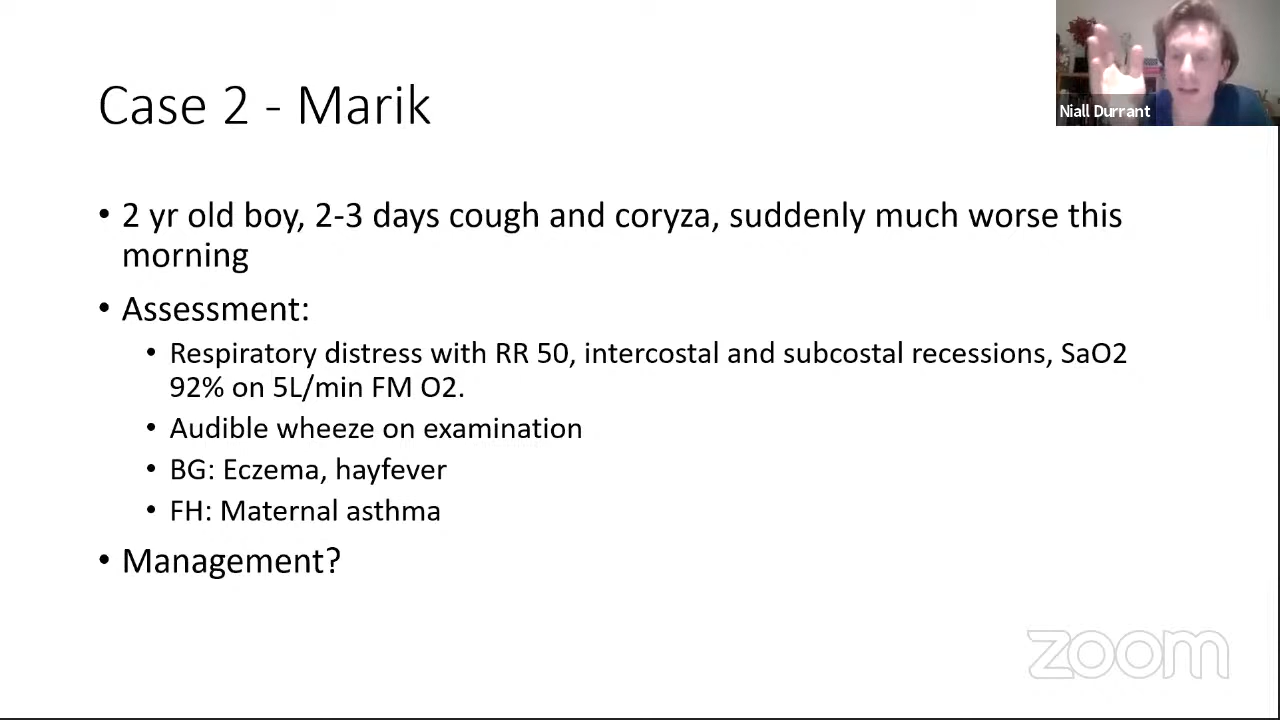 Case 2 - Marik
Niall Durrant
• 2 yr old boy, 2-3 days cough and coryza, suddenly much worse this
morning
• Assessment:
• Respiratory distress with RR 50, intercostal and subcostal recessions, SaO2
92% on 5L/min FM O2.
• Audible wheeze on examination
• BG: Eczema, hayfever
• FH: Maternal asthma
• Management?
zoom